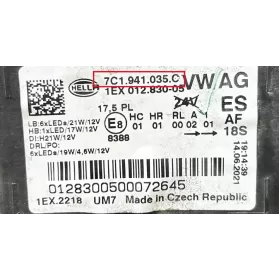 HELLA
7C1.941.035.C VW AG
1EX 012.830-05
17,5 PL 24V ES
LB:6xLEDs/21W/12V
HB:1xLED/17W/12V
DI:H21W/12V
DRL/PO:
6xLEDs/19W/4,6W/12V
E8 HC HR RL A 1 AF
01 01 00 02 01 18S
8388
19:14:39
14.06.2021
0128300500072645
1EX.2218 UM7 Made in Czech Republic